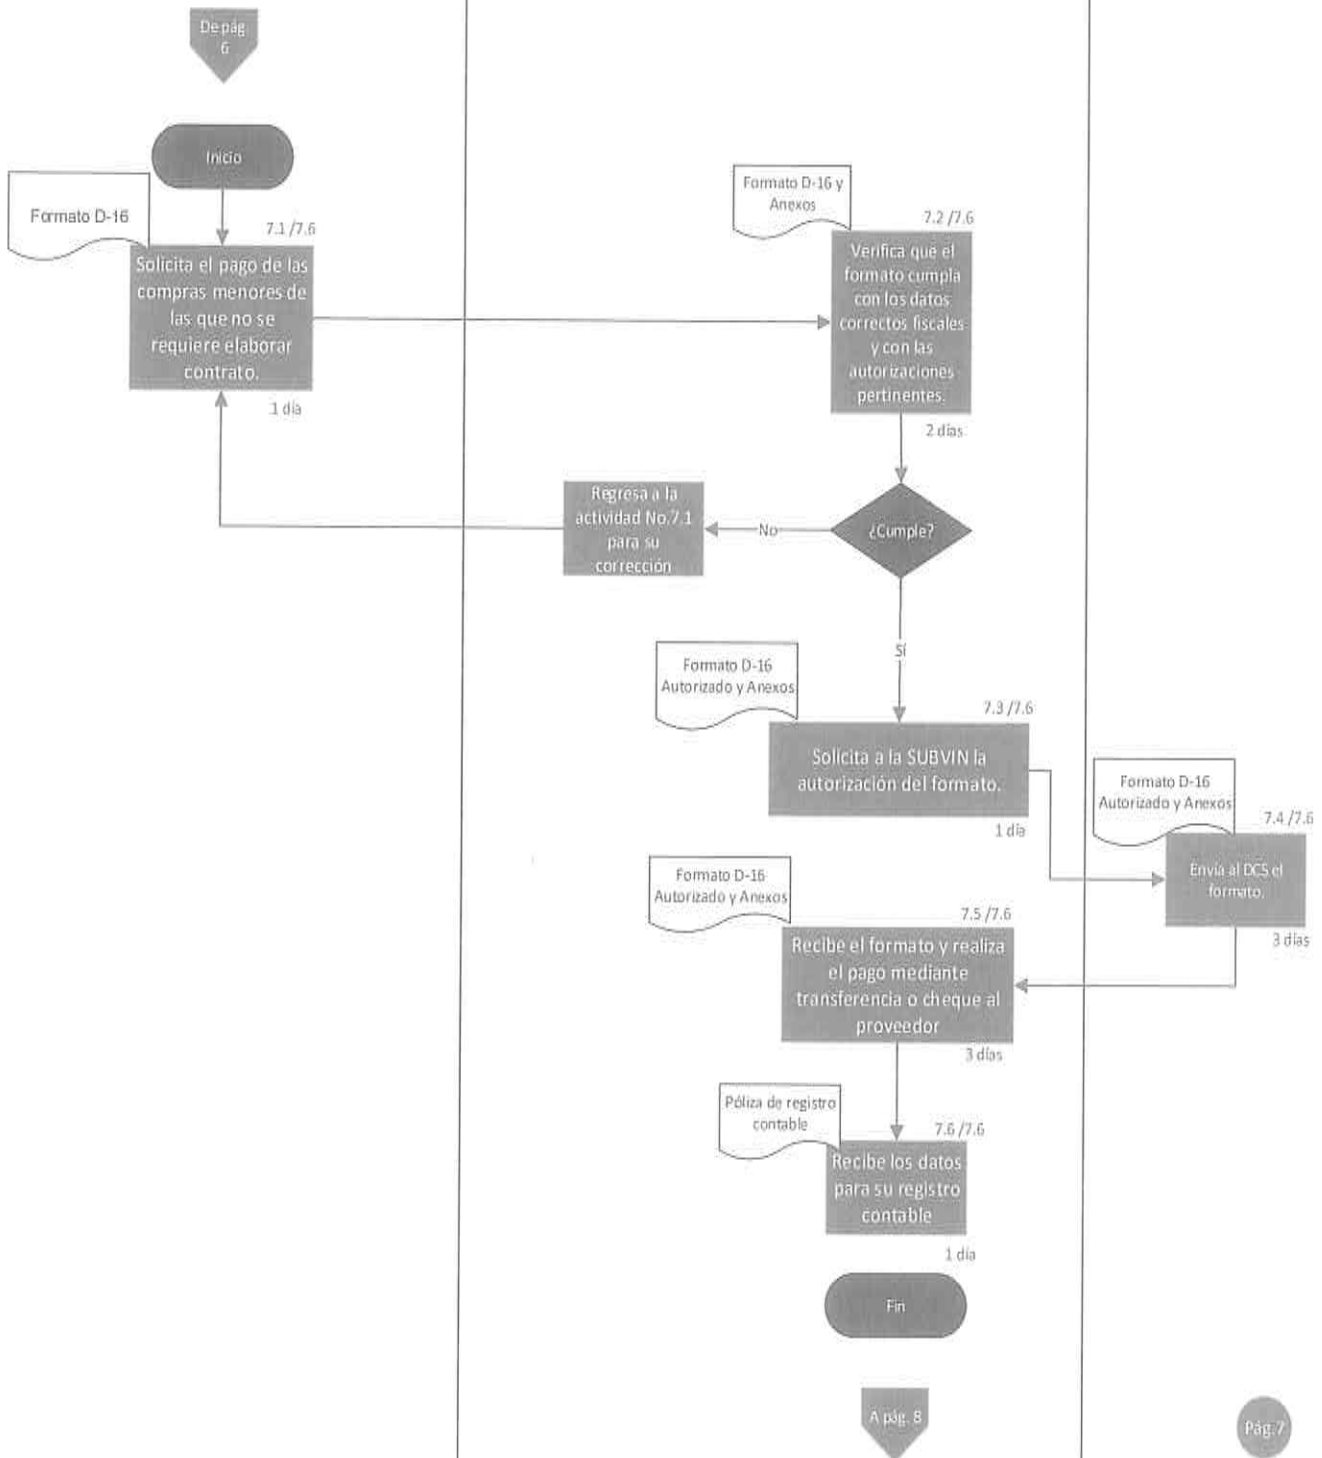 De pág.
6
Inicio
Formato D-16
7.1 /7.6
Solicita el pago de las
compras menores de
las que no se
requiere elaborar
contrato.
1 día
Formato D-16 y
Anexos
7.2 /7.6
Verifica que el
formato cumpla
con los datos
correctos fiscales
y con las
autorizaciones
pertinentes.
2 días
¿Cumple?
No
Regresa a la
actividad No.7.1
para su
corrección
Sí
Formato D-16
Autorizado y Anexos
7.3 /7.6
Solicita a la SUBVIN la
autorización del formato.
1 día
Formato D-16
Autorizado y Anexos
7.4 /7.6
Envía al DCS el
formato.
3 días
Formato D-16
Autorizado y Anexos
7.5 /7.6
Recibe el formato y realiza
el pago mediante
transferencia o cheque al
proveedor
3 días
Póliza de registro
contable
7.6 /7.6
Recibe los datos
para su registro
contable
1 día
Fin
A pág. 8
Pág.7